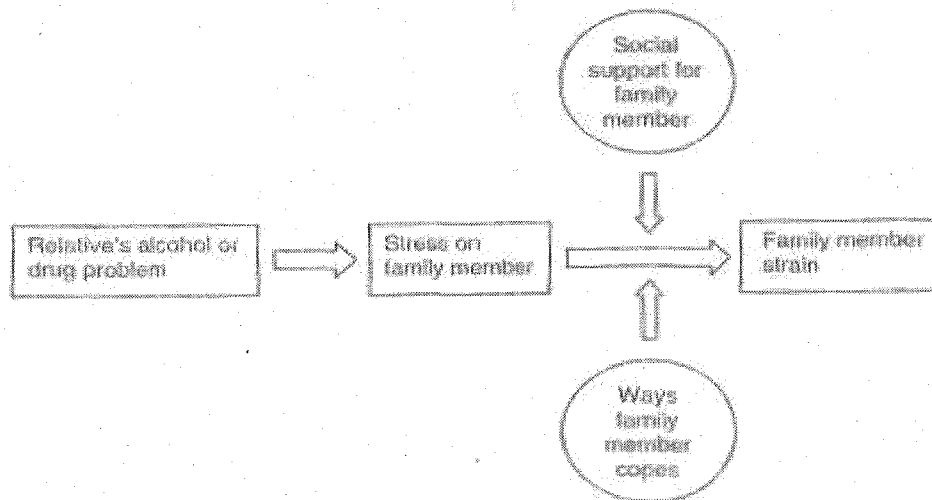 Social
support for
family
member
Relative's alcohol or
drug problem
Stress on
family member
Family member
strain
Ways
family
member
copes